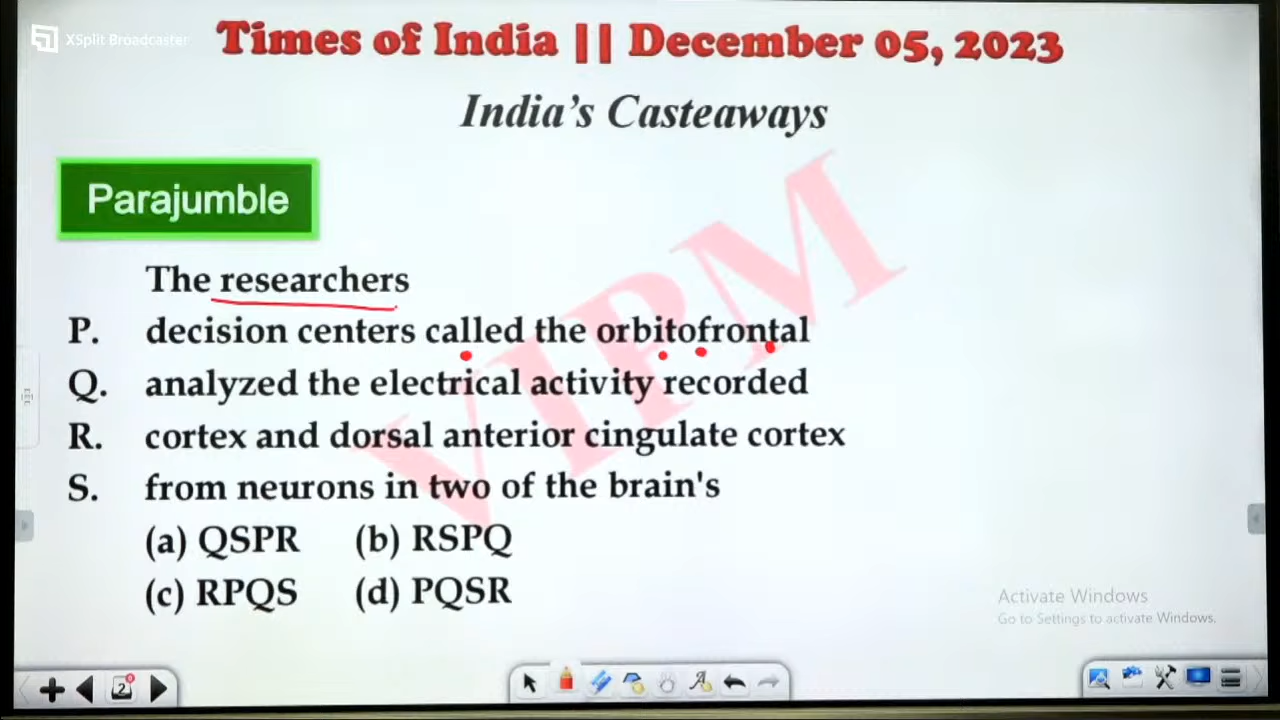 XSplit Broadcaster
Times of India || December 05, 2023
India's Casteaways
Parajumble
The researchers
P. decision centers called the orbitofrontal
Q. analyzed the electrical activity recorded
R. cortex and dorsal anterior cingulate cortex
S. from neurons in two of the brain's
(a) QSPR (b) RSPQ
(c) RPQS (d) PQSR
VIPM
Activate Windows
Go to Settings to activate Windows.
2